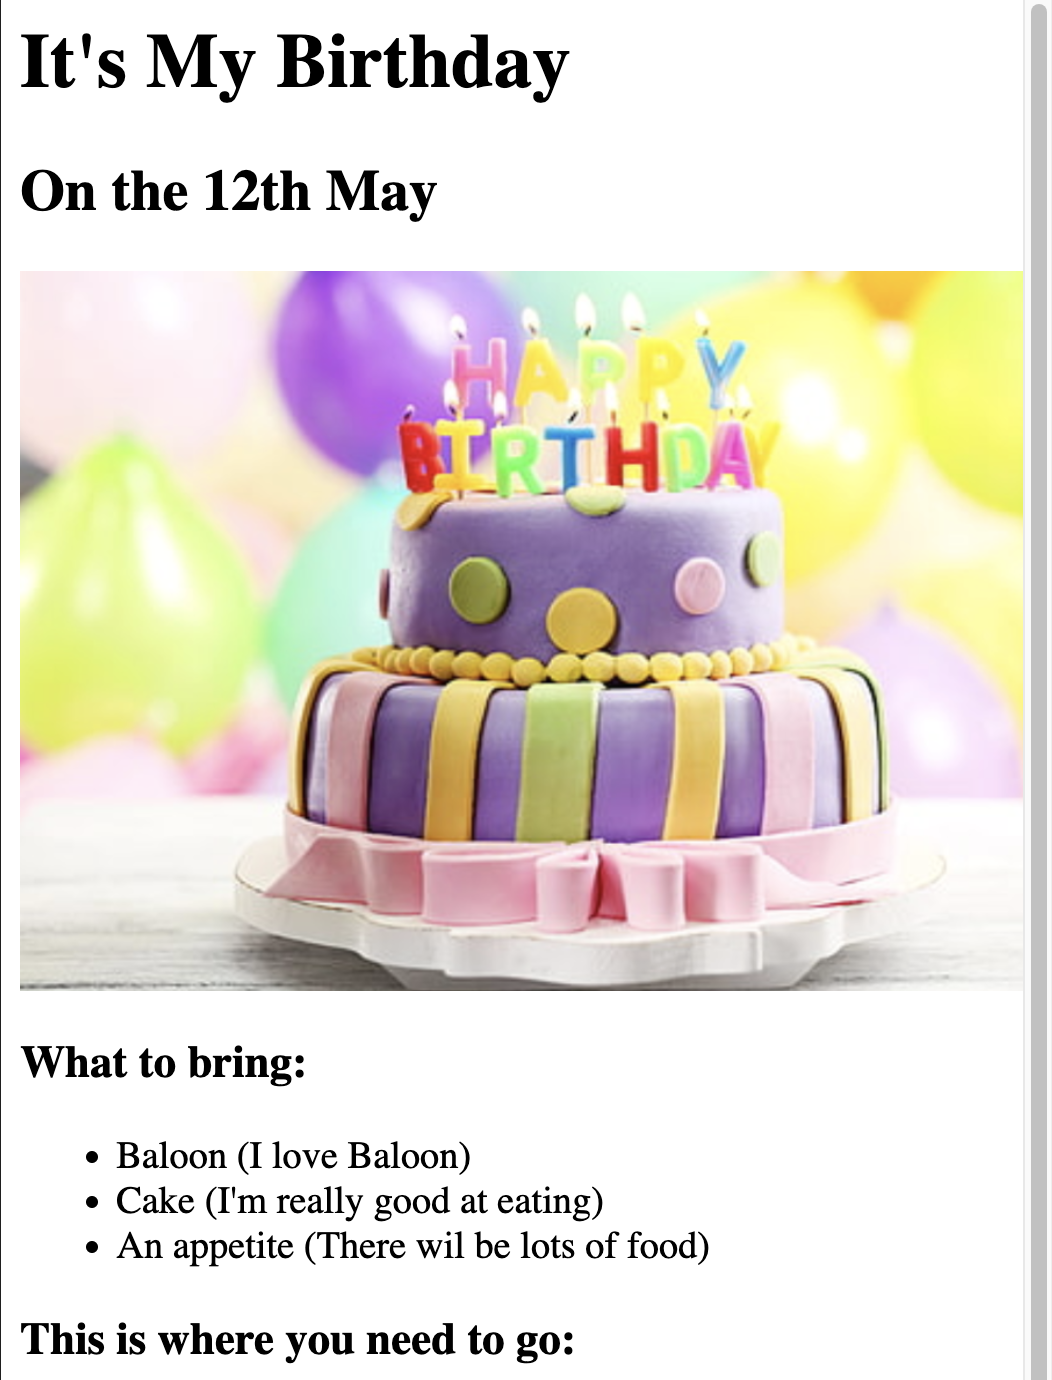 It's My Birthday
On the 12th May
HAPPY
BIRTHDAY
What to bring:
• Baloon (I love Baloon)
• Cake (I'm really good at eating)
• An appetite (There wil be lots of food)
This is where you need to go: